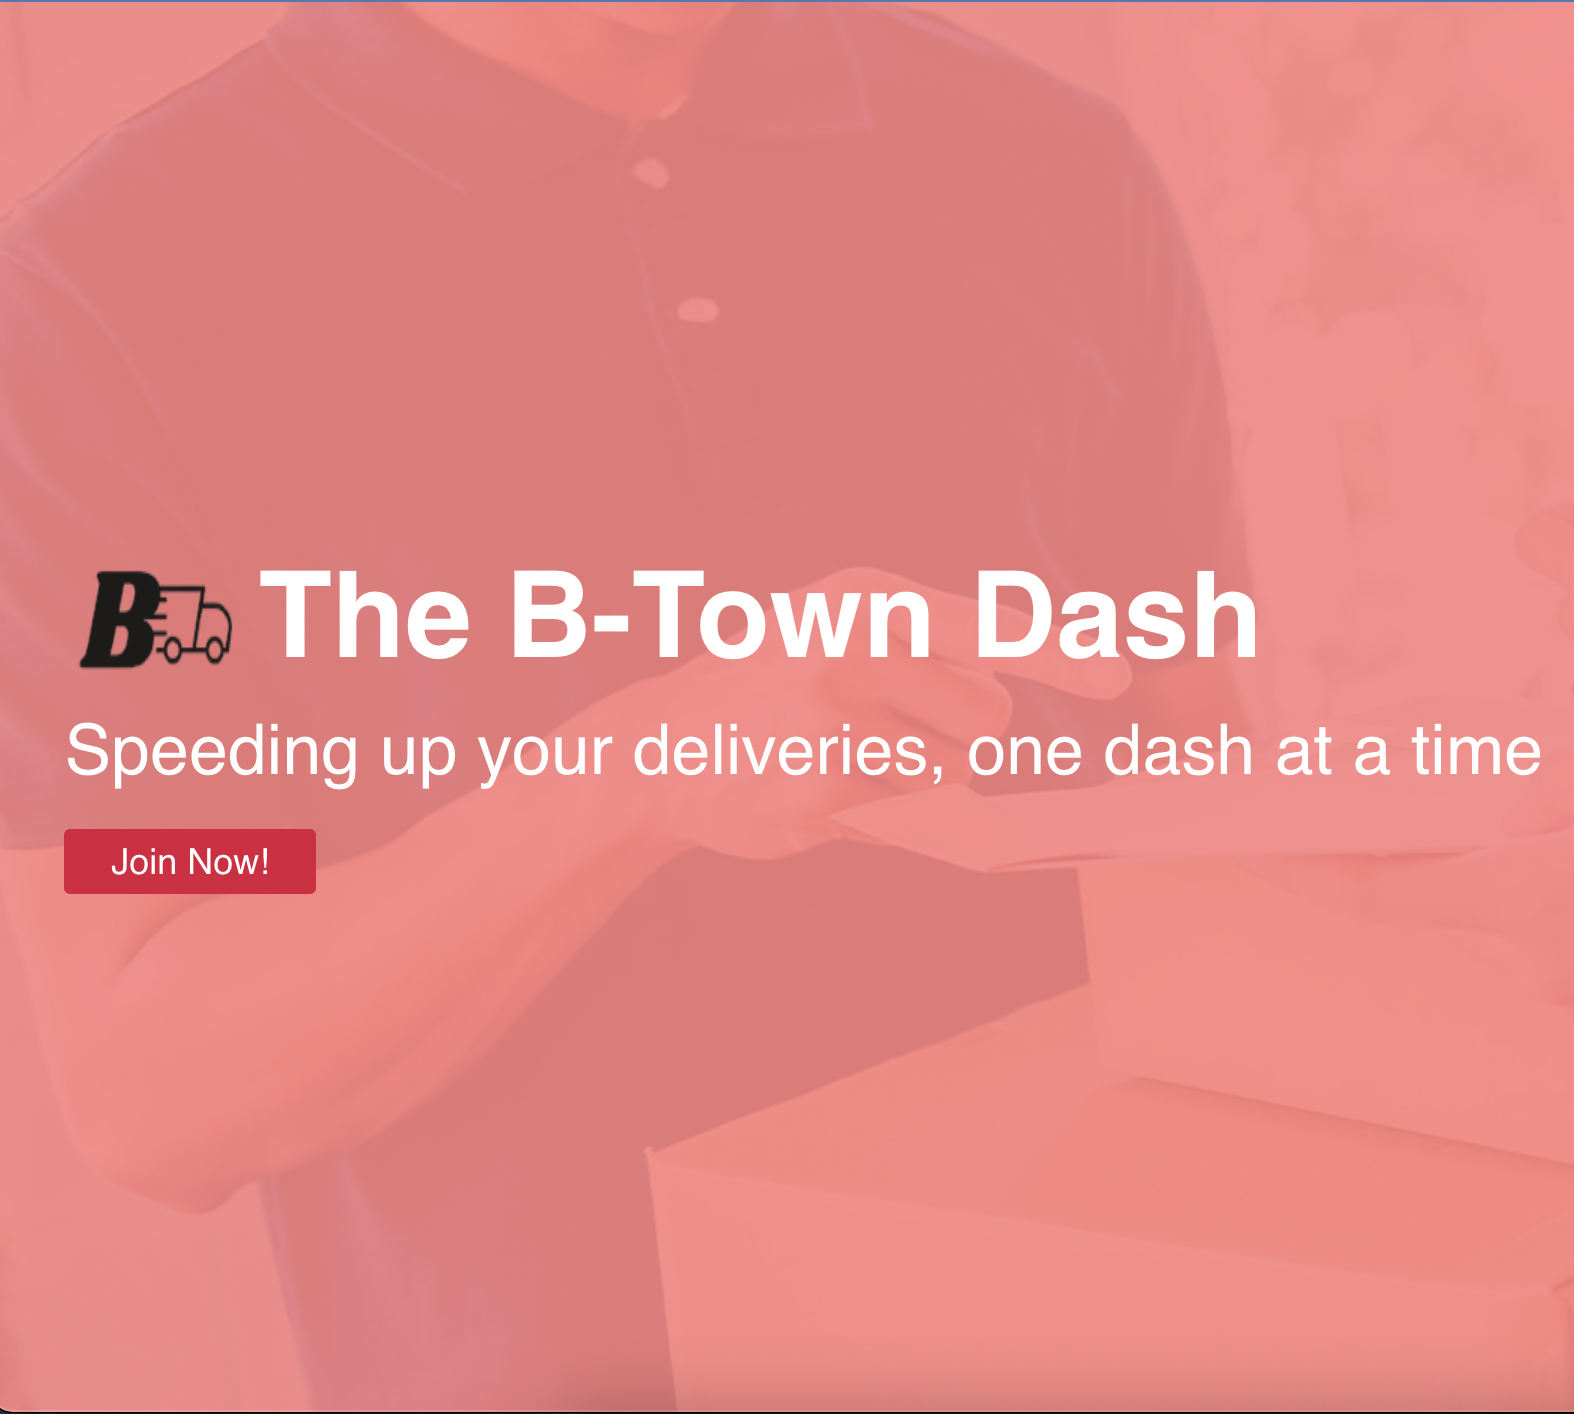 B The B-Town Dash
Speeding up your deliveries, one dash at a time
Join Now!